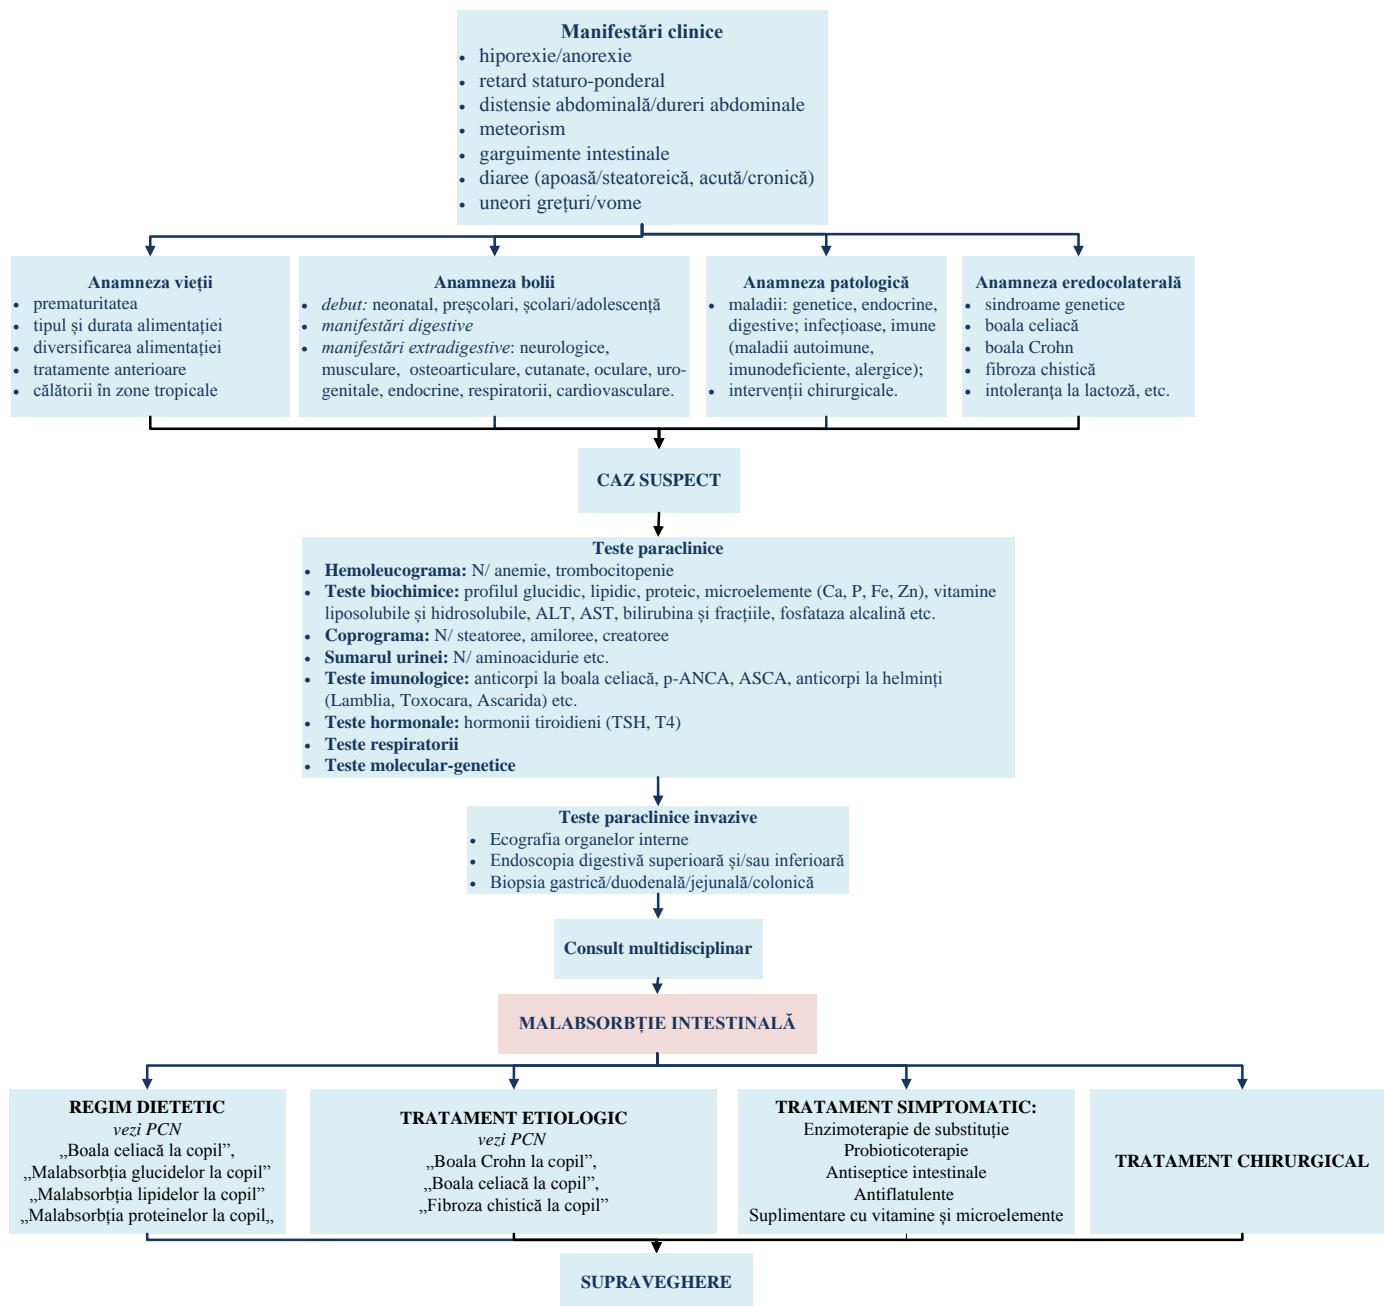 Manifestări clinice
• hiporexie/anorexie
• retard staturo-ponderal
• distensie abdominală/dureri abdominale
• meteorism
• garguimente intestinale
• diaree (apoasă/steatoreică, acută/cronică)
• uneori grețuri/vome
Anamneza vieții
• prematuritatea
• tipul și durata alimentației
• diversificarea alimentației
• tratamente anterioare
• călătorii în zone tropicale
Anamneza bolii
• debut: neonatal, preșcolari, școlari/adolescență
• manifestări digestive
• manifestări extradigestive: neurologice,
musculare, osteoarticulare, cutanate, oculare, uro-
genitale, endocrine, respiratorii, cardiovasculare.
Anamneza patologică
• maladii: genetice, endocrine,
digestive; infecțioase, imune
(maladii autoimune,
imunodeficiente, alergice);
• intervenții chirurgicale.
Anamneza eredocolaterală
• sindroame genetice
• boala celiacă
• boala Crohn
• fibroza chistică
• intoleranța la lactoză, etc.
CAZ SUSPECT
Teste paraclinice
• Hemoleucograma: N/ anemie, trombocitopenie
• Teste biochimice: profilul glucidic, lipidic, proteic, microelemente (Ca, P, Fe, Zn), vitamine
liposolubile și hidrosolubile, ALT, AST, bilirubina și fracțiile, fosfataza alcalină etc.
• Coprograma: N/ steatoree, amiloree, creatoree
• Sumarul urinei: N/ aminoacidurie etc.
• Teste imunologice: anticorpi la boala celiacă, p-ANCA, ASCA, anticorpi la helminți
(Lamblia, Toxocara, Ascarida) etc.
• Teste hormonale: hormonii tiroidieni (TSH, T4)
• Teste respiratorii
• Teste molecular-genetice
Teste paraclinice invazive
• Ecografia organelor interne
• Endoscopia digestivă superioară și/sau inferioară
• Biopsia gastrică/duodenală/jejunală/colonică
Consult multidisciplinar
MALABSORBȚIE INTESTINALĂ
REGIM DIETETIC
vezi PCN
„Boala celiacă la copil”,
„Malabsorbția glucidelor la copil”
„Malabsorbția lipidelor la copil”
„Malabsorbția proteinelor la copil„
TRATAMENT ETIOLOGIC
vezi PCN
„Boala Crohn la copil”,
„Boala celiacă la copil”,
„Fibroza chistică la copil”
TRATAMENT SIMPTOMATIC:
Enzimoterapie de substituție
Probioticoterapie
Antiseptice intestinale
Antiflatulente
Suplimentare cu vitamine și microelemente
TRATAMENT CHIRURGICAL
SUPRAVEGHERE